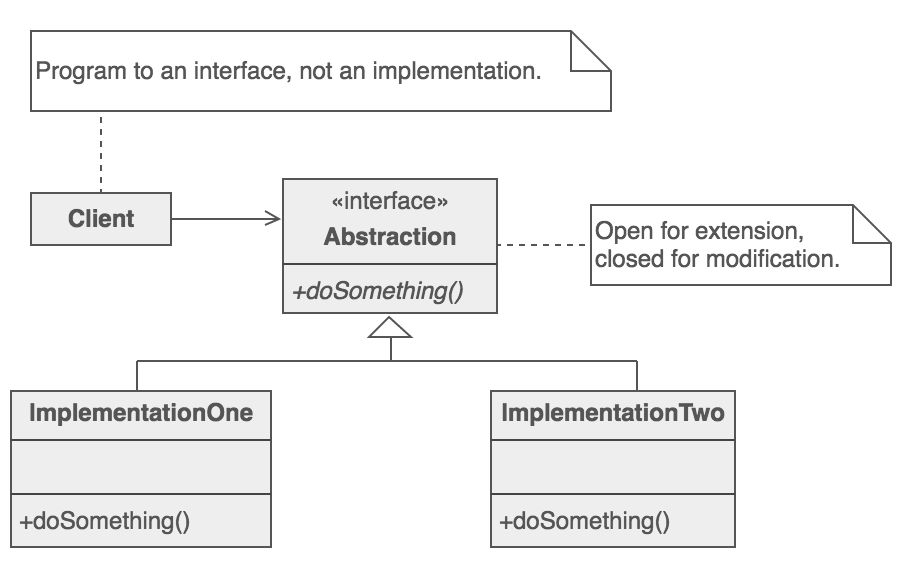 Program to an interface, not an implementation.
Client
«interface»
Abstraction
+doSomething()
Open for extension,
closed for modification.
ImplementationOne
+doSomething()
ImplementationTwo
+doSomething()